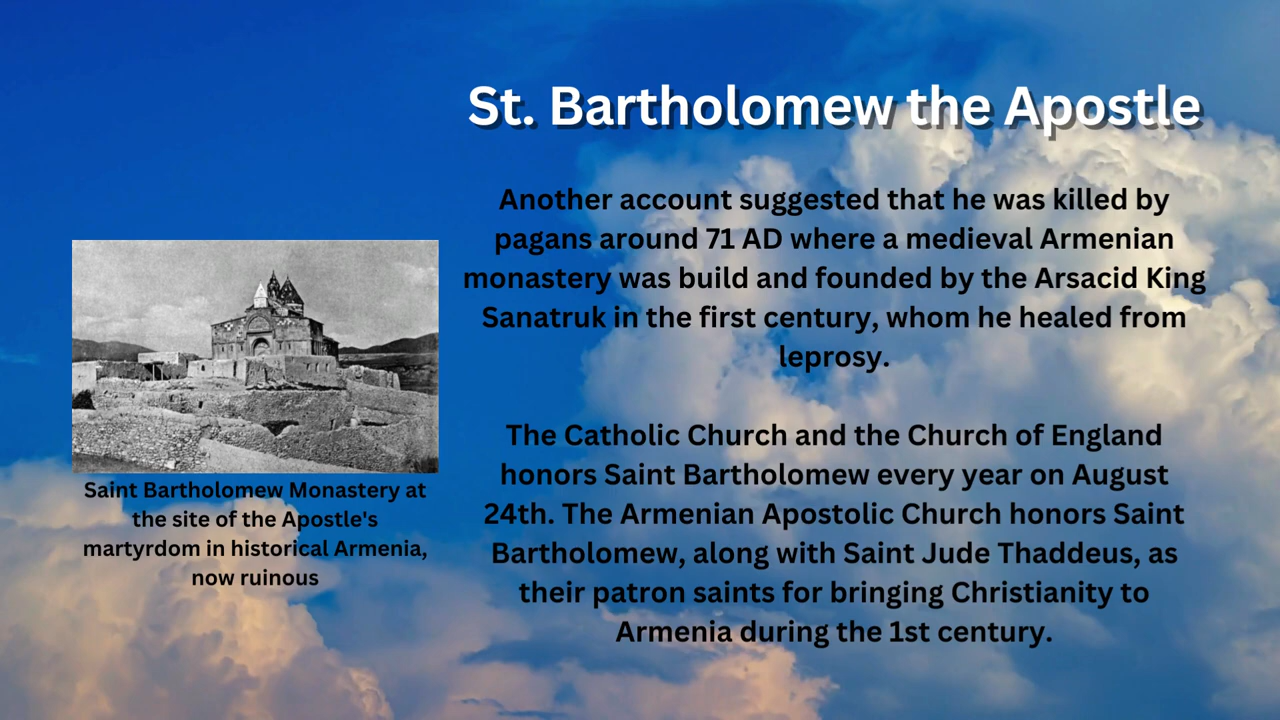 St. Bartholomew the Apostle
Another account suggested that he was killed by
pagans around 71 AD where a medieval Armenian
monastery was build and founded by the Arsacid King
Sanatruk in the first century, whom he healed from
leprosy.
The Catholic Church and the Church of England
honors Saint Bartholomew every year on August
24th. The Armenian Apostolic Church honors Saint
Bartholomew, along with Saint Jude Thaddeus, as
their patron saints for bringing Christianity to
Armenia during the 1st century.
Saint Bartholomew Monastery at
the site of the Apostle's
martyrdom in historical Armenia,
now ruinous